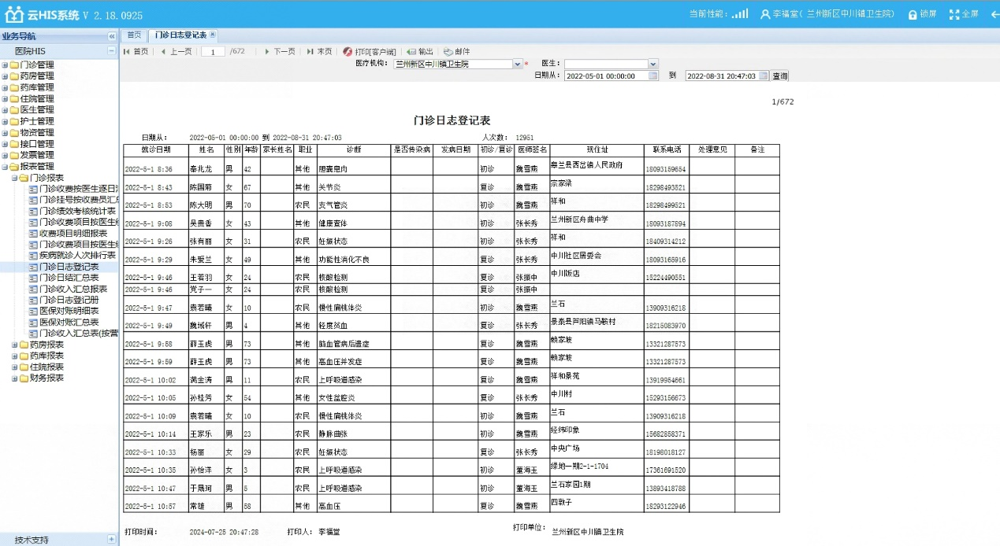 云HIS系统 V 2.18.0925 当前性能: 李福堂( 兰州新区中川镇卫生院) 锁屏 全屏
业务导航 首页 门诊日志登记表
医院HIS 首页 上一页 1 /672 下一页 末页 打印[客户端] 输出 邮件
医疗机构: 兰州新区中川镇卫生院 * 医生:
日期从: 2022-05-01 00:00:00 到 2022-08-31 20:47:03 查询
门诊管理
药房管理
药库管理
住院管理
医生管理
护士管理
物资管理
接口管理
发票管理
报表管理
门诊报表
门诊收费按医生逐日
门诊挂号按收费员汇
门诊绩效考核统计表
门诊收费项目按医生
收费项目明细报表
门诊收费项目按医生
疾病就诊人次排行表
门诊日志登记表
门诊日结汇总表
门诊收入汇总报表
门诊日志登记册
医保对账明细表
医保对账汇总表
门诊收入汇总表(按营
药房报表
药库报表
住院报表
财务报表
技术支持
1/672
门诊日志登记表
日期从: 2022-05-01 00:00:00 到 2022-08-31 20:47:03 人次数: 12951
就诊日期 姓名 性别 年龄 家长姓名 职业 诊断 是否传染病 发病日期 初诊/复诊 医师签名 现住址 联系电话 处理意见 备注
2022-5-1 8:36 秦兆龙 男 42 其他 胆囊息肉 初诊 魏雪燕 皋兰县西岔镇人民政府 18093159654
2022-5-1 8:43 陈国菊 女 67 其他 关节炎 复诊 魏雪燕 宗家梁 18298493521
2022-5-1 8:53 陈大明 男 70 农民 支气管炎 复诊 魏雪燕 祥和 18298499521
2022-5-1 9:08 吴贵香 女 43 其他 健康查体 初诊 张长秀 兰州新区舟曲中学 18093187894
2022-5-1 9:26 张有丽 女 31 农民 妊娠状态 初诊 魏雪燕 祥和 18409314212
2022-5-1 9:29 朱爱兰 女 49 其他 功能性消化不良 复诊 张长秀 中川社区居委会 18093165916
2022-5-1 9:46 王若羽 女 24 农民 核酸检测 复诊 张振中 中川饭店 15224490551
2022-5-1 9:46 党子一 女 24 农民 核酸检测 复诊 张振中
2022-5-1 9:47 袁若曦 女 10 农民 慢性扁桃体炎 初诊 魏雪燕 兰石 13909316218
2022-5-1 9:49 魏彧轩 男 4 其他 轻度贫血 初诊 张长秀 景泰县芦阳镇马鞍村 18215083970
2022-5-1 9:58 薛玉虎 男 73 其他 脑血管病后遗症 复诊 魏雪燕 赖家坡 13321287573
2022-5-1 9:59 薛玉虎 男 73 其他 高血压并发症 复诊 魏雪燕 赖家坡 13321287573
2022-5-1 10:02 满金涛 男 11 农民 上呼吸道感染 初诊 魏雪燕 祥和景苑 13919954661
2022-5-1 10:05 孙桂芳 女 54 其他 女性盆腔炎 复诊 张长秀 中川村 15293156673
2022-5-1 10:09 袁若曦 女 10 农民 慢性扁桃体炎 初诊 魏雪燕 兰石 13909316218
2022-5-1 10:14 王家乐 男 23 农民 静脉曲张 初诊 魏雪燕 经纬印象 15682858371
2022-5-1 10:33 杨丽 女 29 农民 妊娠状态 复诊 张长秀 中央广场 18198018127
2022-5-1 10:35 孙怡洋 女 3 农民 上呼吸道感染 初诊 董海玉 绿地一期2-1-1704 17361691520
2022-5-1 10:47 于晟珂 男 5 农民 上呼吸道感染 初诊 董海玉 兰石家园1期 13893418788
2022-5-1 10:57 常雄 男 58 其他 高血压 复诊 魏雪燕 四墩子 18293122946
打印时间: 2024-07-25 20:47:28 打印人: 李福堂 打印单位: 兰州新区中川镇卫生院